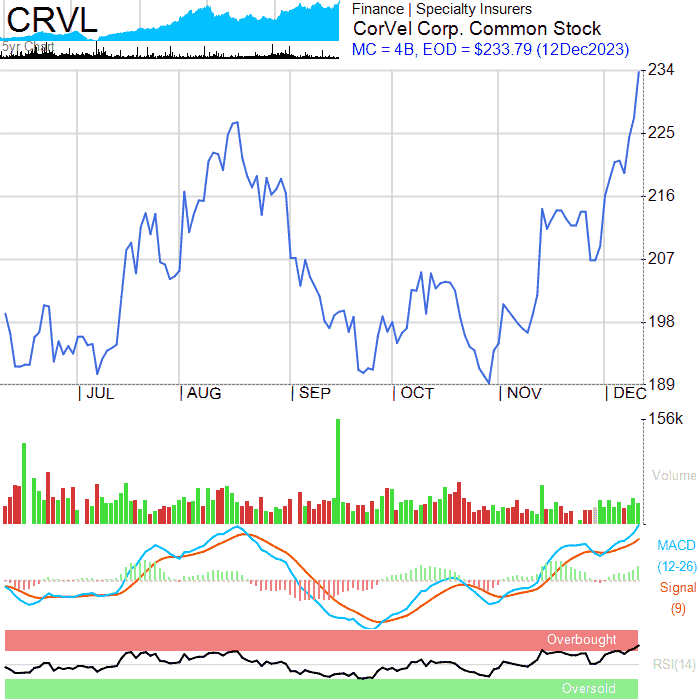 CRVL
5yr Chart
Finance | Specialty Insurers
CorVel Corp. Common Stock
MC = 4B, EOD = $233.79 (12Dec2023)
234
225
216
207
198
189
JUL
AUG
SEP
OCT
NOV
DEC
156k
Volume
MACD
(12-26)
Signal
(9)
Overbought
RSI(14)
Oversold